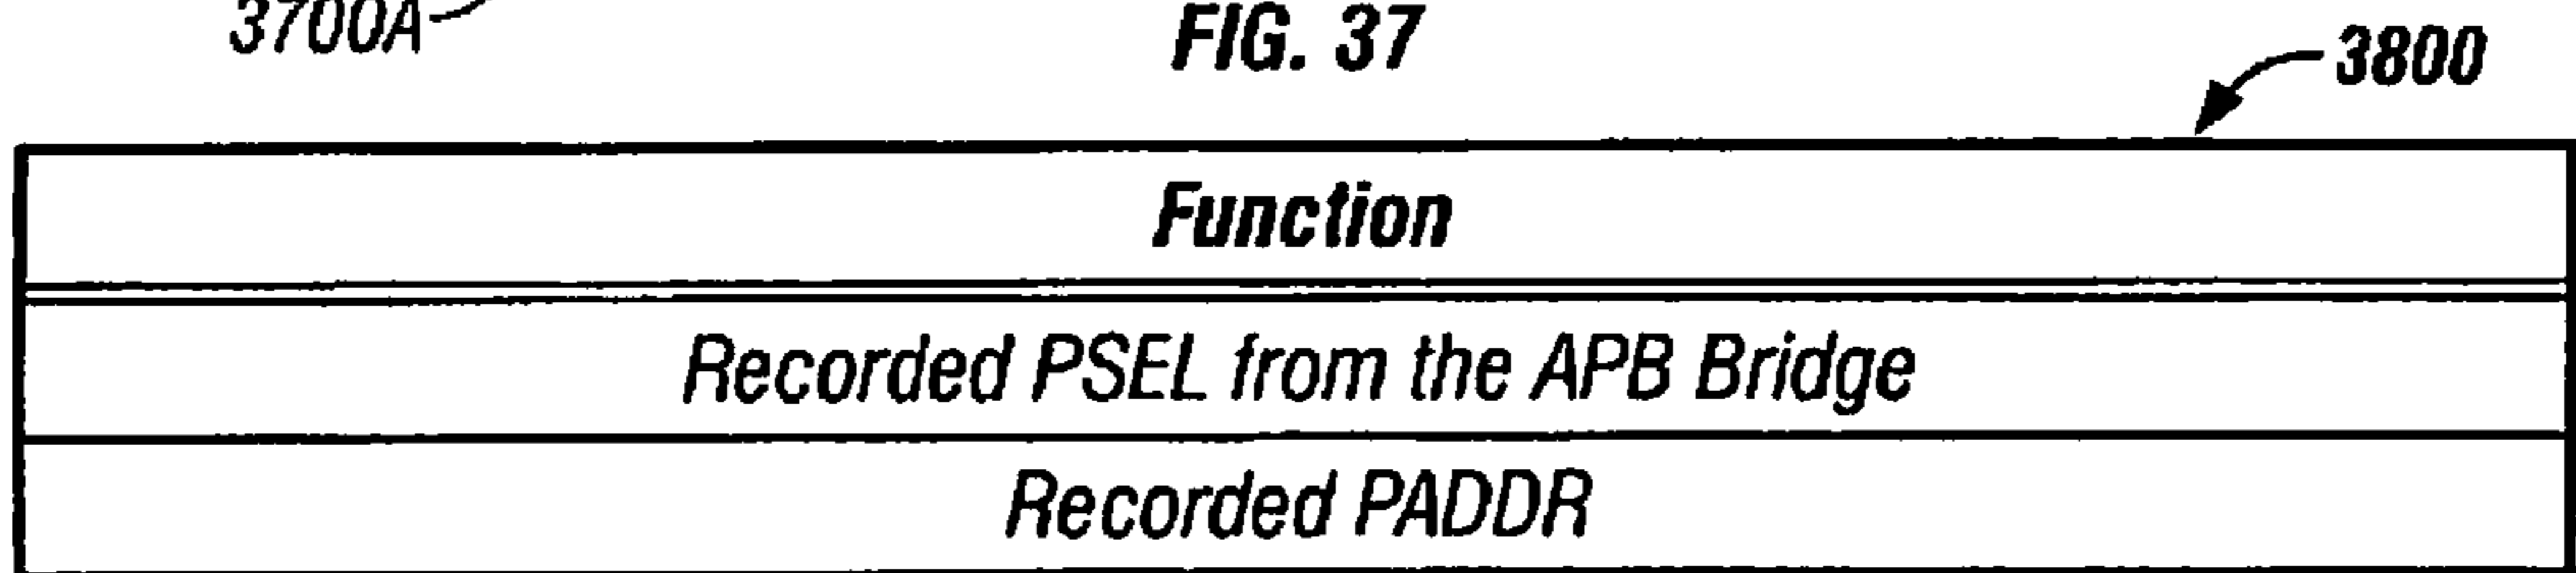 3700A
FIG. 37
3800
Function
Recorded PSEL from the APB Bridge
Recorded PADDR